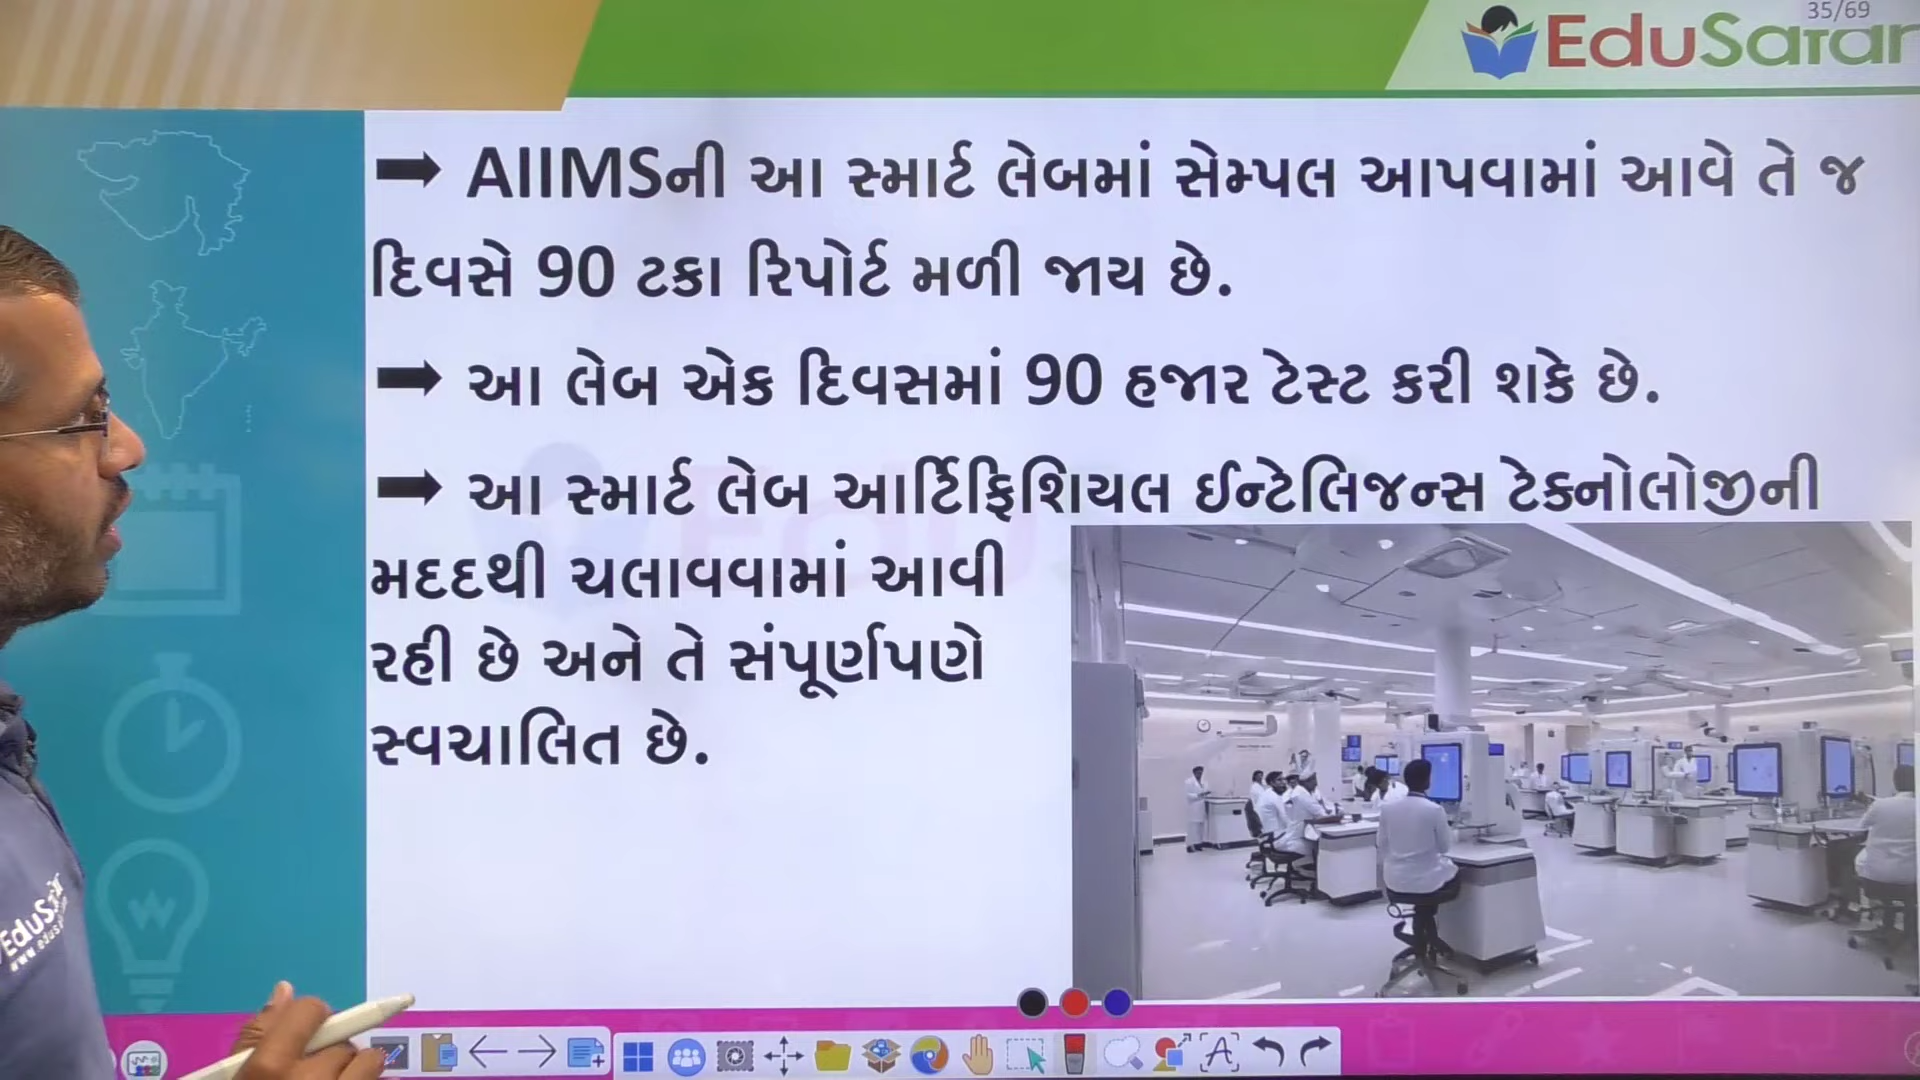 35/69
EduSafar
➡ AIIMSની આ સ્માર્ટ લેબમાં સેમ્પલ આપવામાં આવે તે જ
દિવસે 90 ટકા રિપોર્ટ મળી જાય છે.
➡ આ લેબ એક દિવસમાં 90 હજાર ટેસ્ટ કરી શકે છે.
➡ આ સ્માર્ટ લેબ આર્ટિફિશિયલ ઈન્ટેલિજન્સ ટેક્નોલોજીની
મદદથી ચલાવવામાં આવી
રહી છે અને તે સંપૂર્ણપણે
સ્વચાલિત છે.